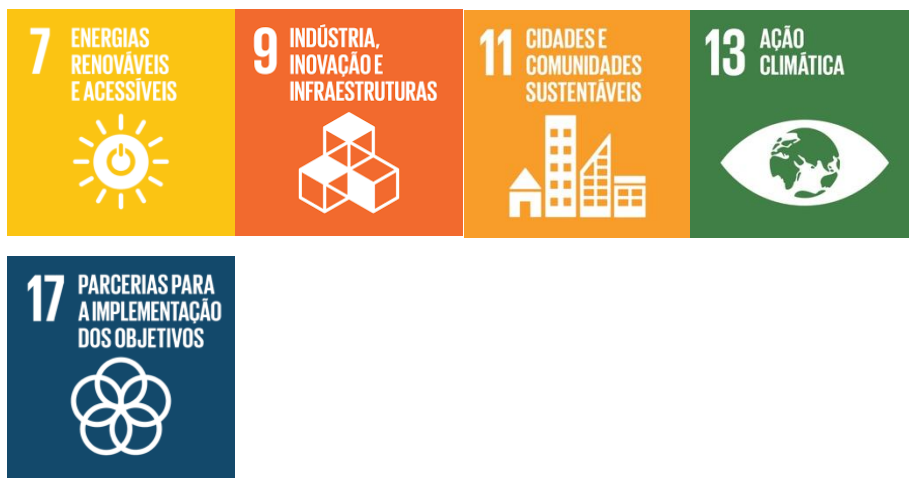 7 ENERGIAS
RENOVÁVEIS
E ACESSÍVEIS
9 INDÚSTRIA,
INOVAÇÃO E
INFRAESTRUTURAS
11 CIDADES E
COMUNIDADES
SUSTENTÁVEIS
13 AÇÃO
CLIMÁTICA
17 PARCERIAS PARA
A IMPLEMENTAÇÃO
DOS OBJETIVOS